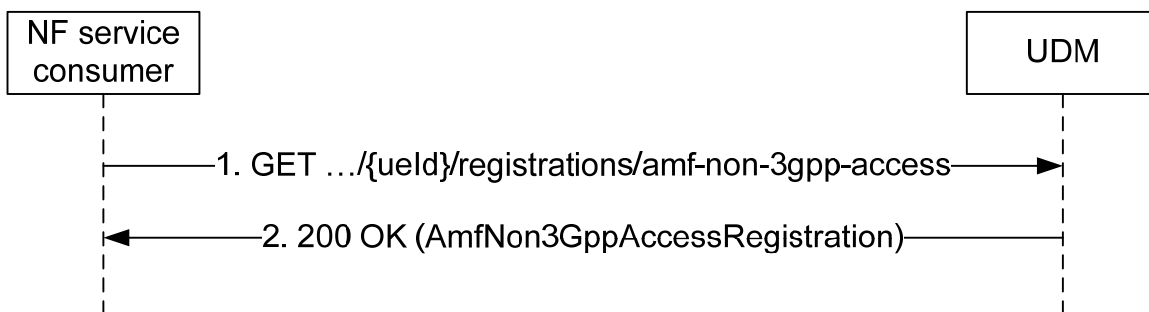 NF service
consumer
UDM
1. GET …/{ueId}/registrations/amf-non-3gpp-access
2. 200 OK (AmfNon3GppAccessRegistration)